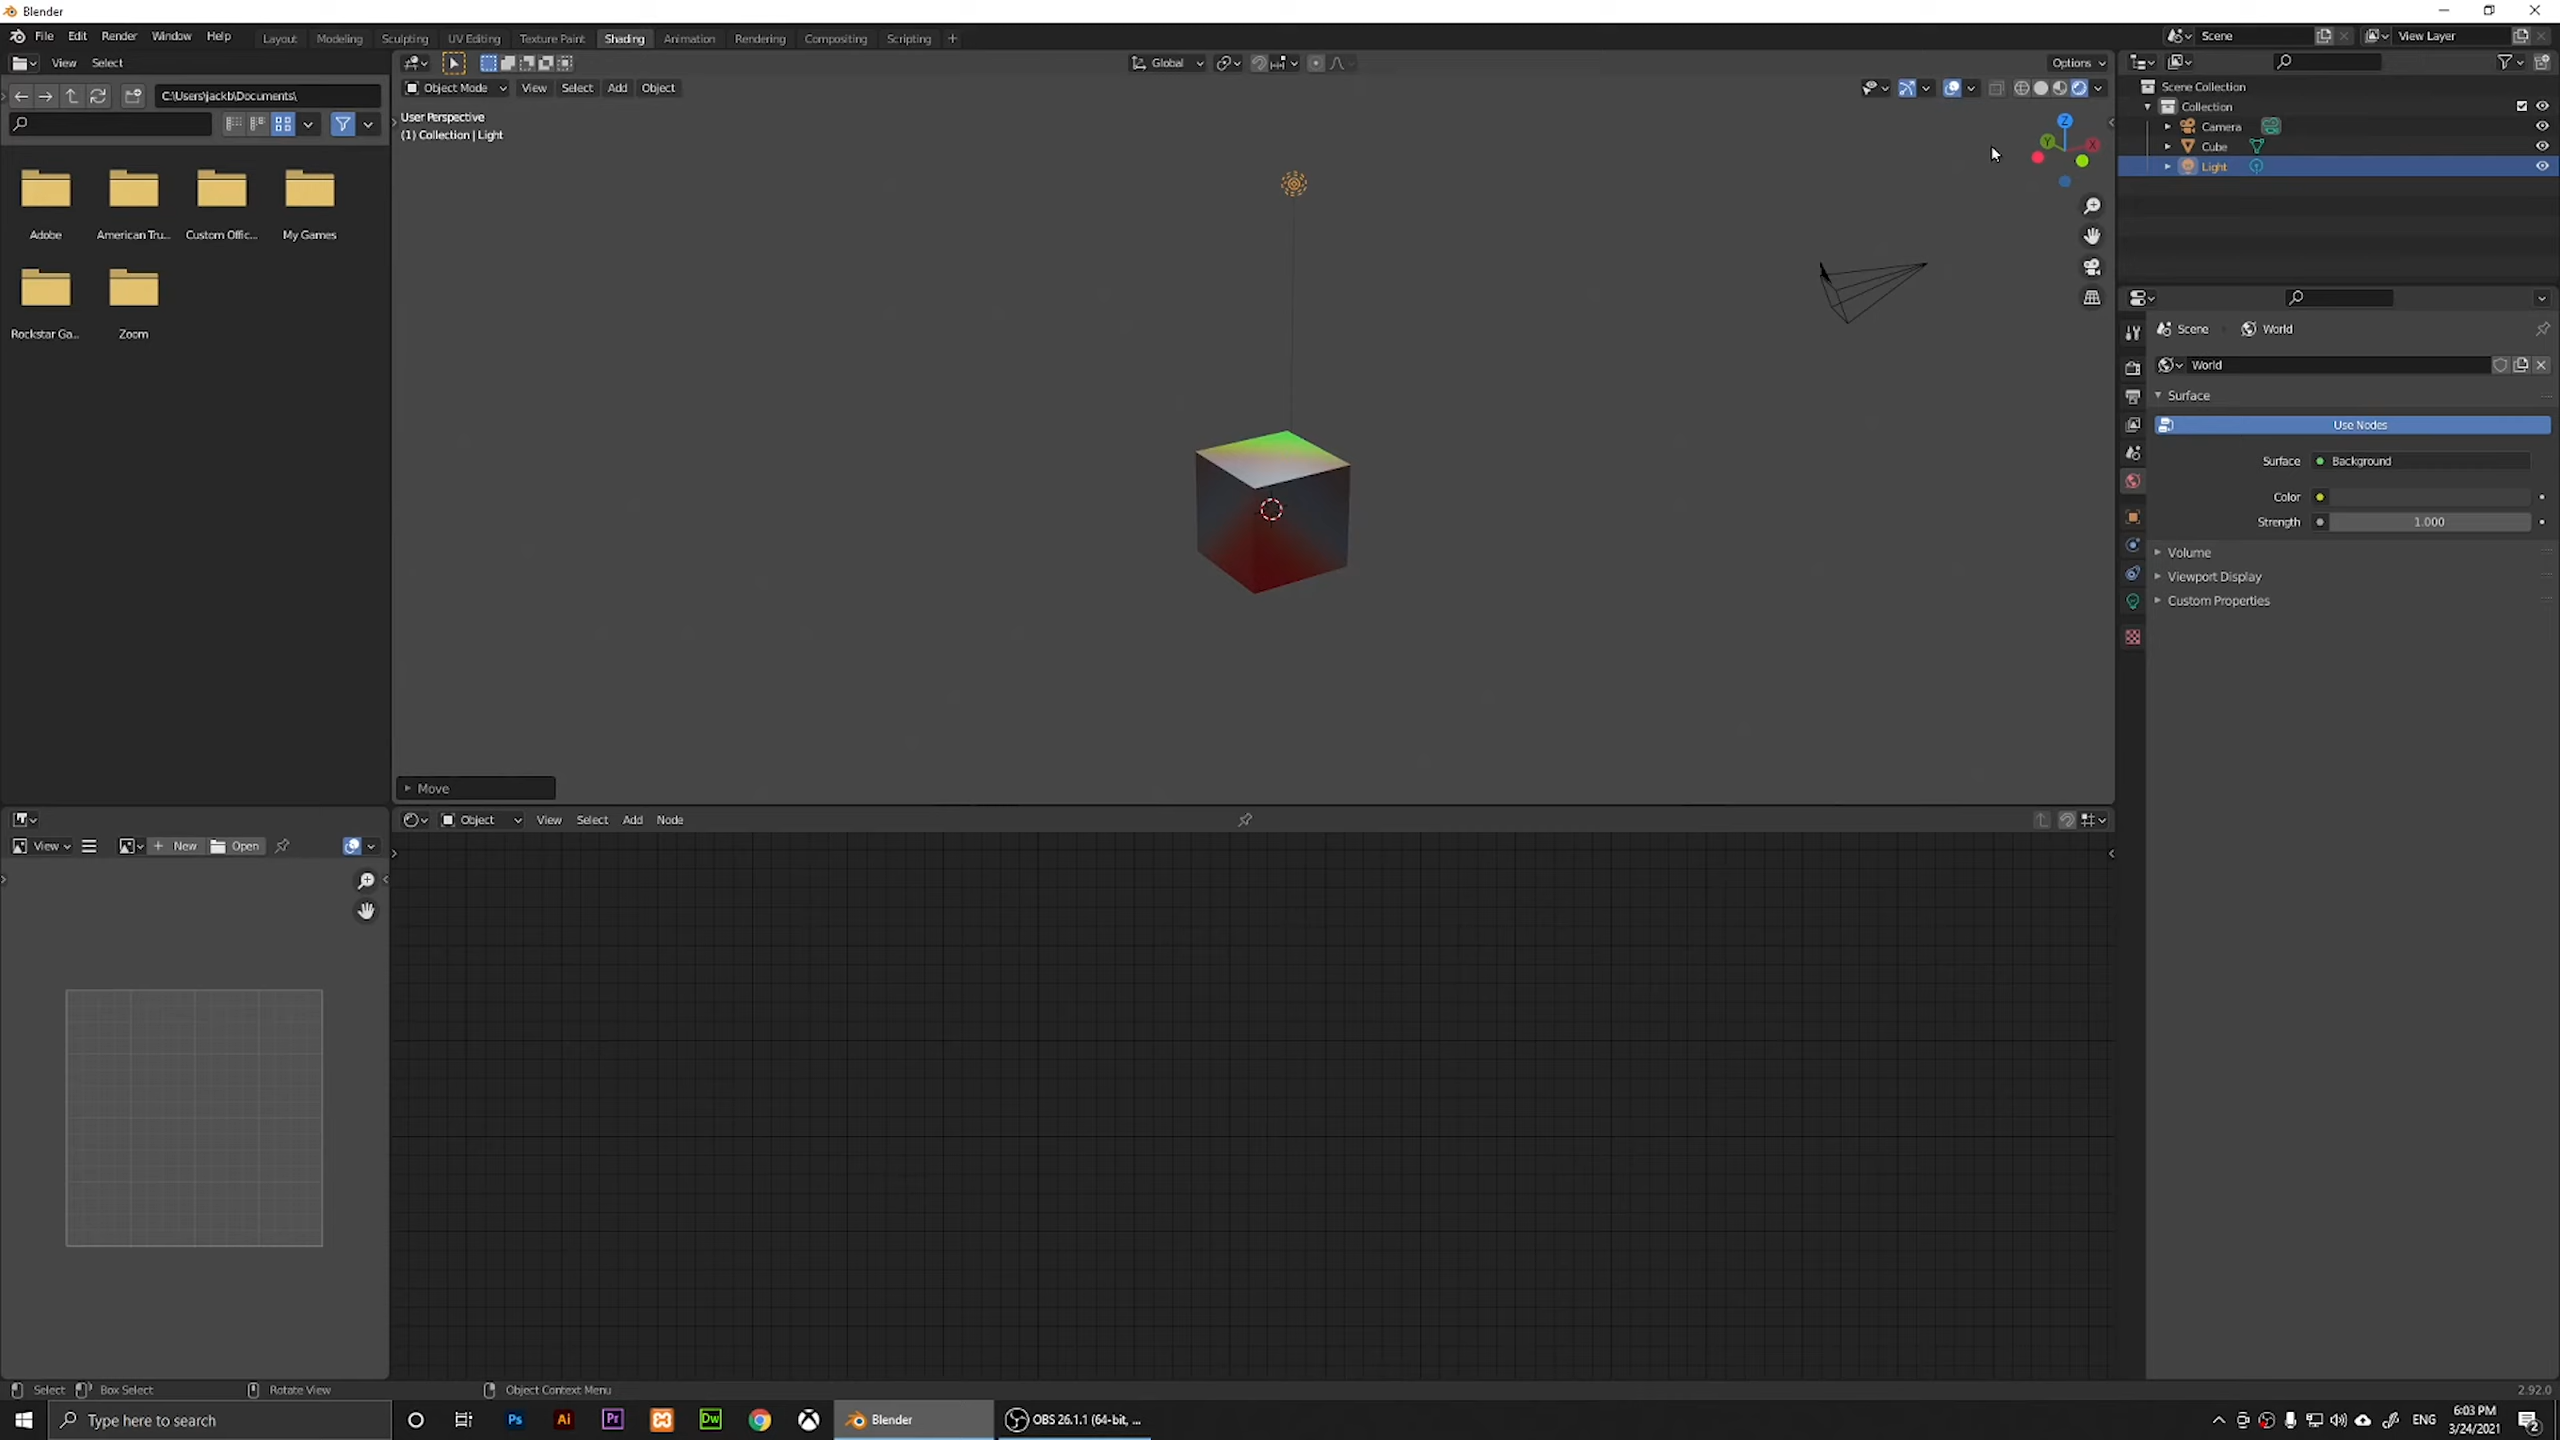 Blender
File Edit Render Window Help Layout Modeling Sculpting UV Editing Texture Paint Shading Animation Rendering Compositing Scripting + Scene View Layer
View Select
Global Options
C:\Users\jackb\Documents\
Object Mode View Select Add Object
User Perspective
(1) Collection | Light
Adobe American Tru... Custom Offic... My Games
Rockstar Ga... Zoom
Z
Y
X
Move
Scene Collection
Collection
Camera
Cube
Light
Scene World
World
Surface
Use Nodes
Surface Background
Color
Strength 1.000
Volume
Viewport Display
Custom Properties
View + New Open
Object View Select Add Node
Select Box Select Rotate View Object Context Menu 2.92.0
Type here to search Ps Ai Pr Dw Blender OBS 26.1.1 (64-bit, ... ENG 6:03 PM
3/24/2021 2